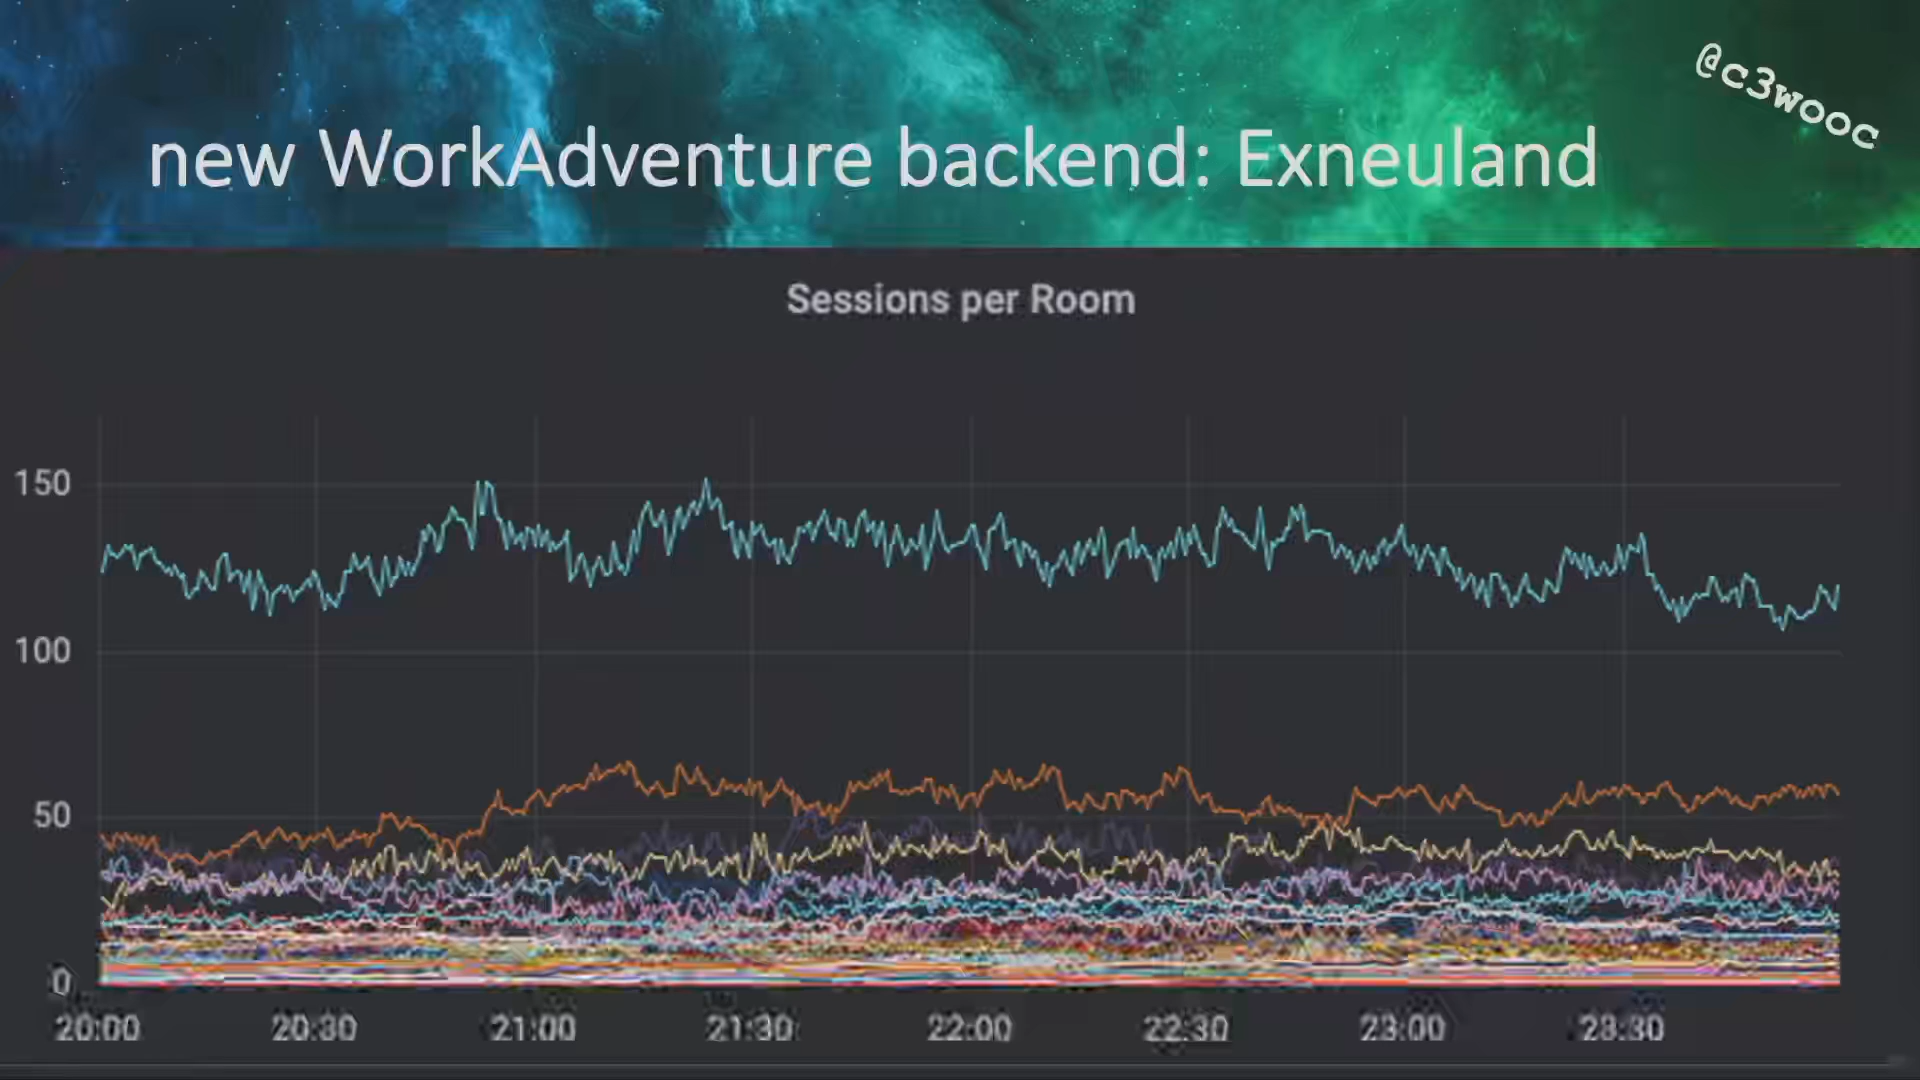 @c3wooc
new WorkAdventure backend: Exneuland
Sessions per Room
150
100
50
0
20:00 20:30 21:00 21:30 22:00 22:30 23:00 23:30